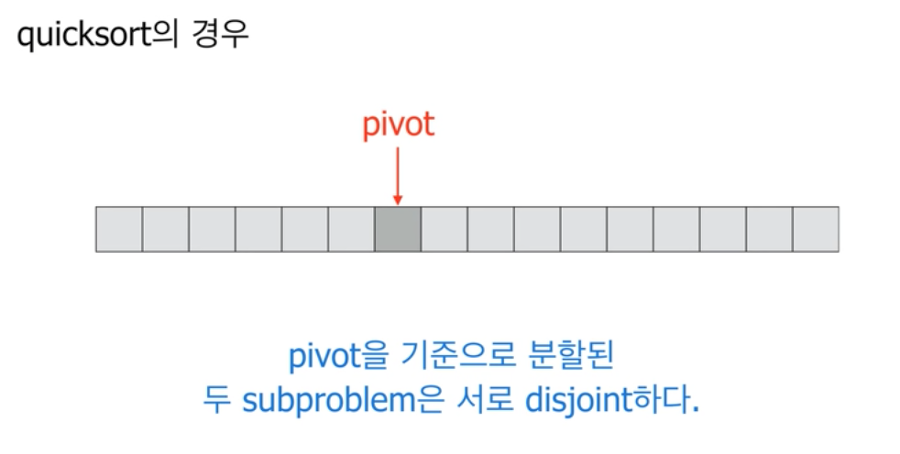 quicksort의 경우
pivot
pivot을 기준으로 분할된
두 subproblem은 서로 disjoint하다.